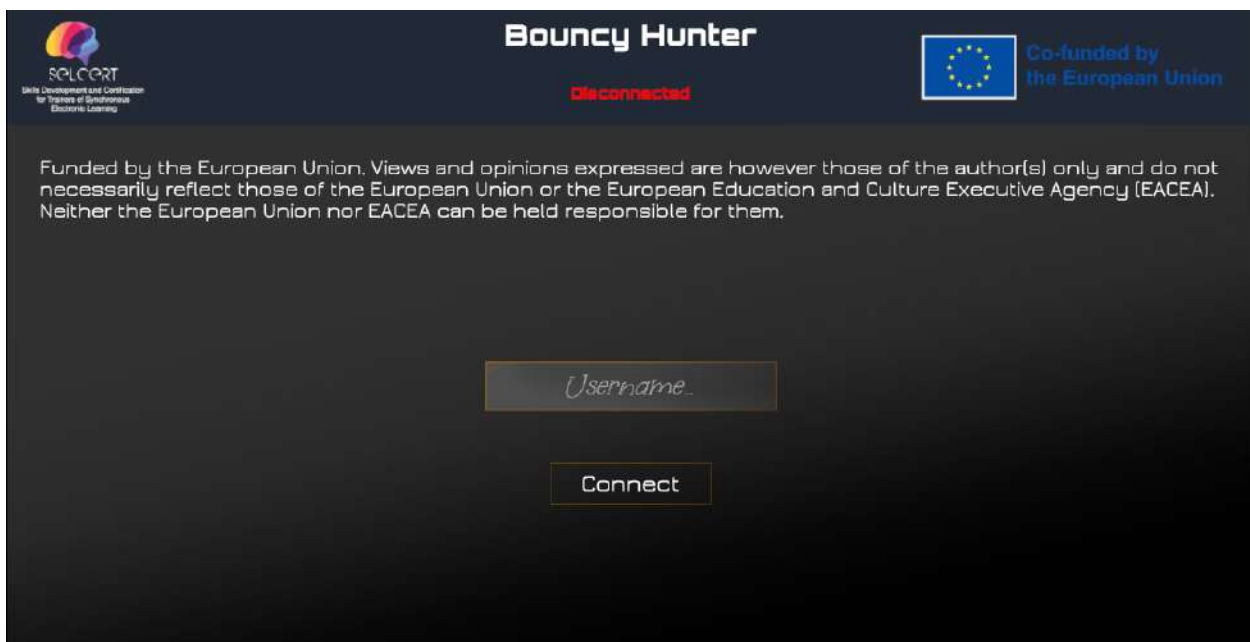 Bouncy Hunter
SELCERT
Skills Development and Certification
for Trainers of Synchronous
Electronic Learning
Disconnected
Co-funded by
the European Union
Funded by the European Union. Views and opinions expressed are however those of the author(s) only and do not
necessarily reflect those of the European Union or the European Education and Culture Executive Agency (EACEA).
Neither the European Union nor EACEA can be held responsible for them.
Username...
Connect